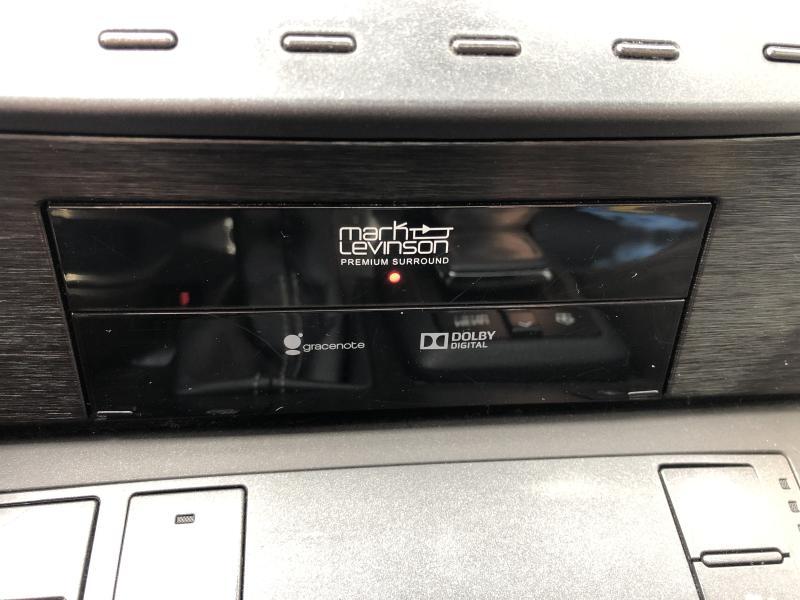 mark
LEVINSON
PREMIUM SURROUND
gracenote
DOLBY
DIGITAL